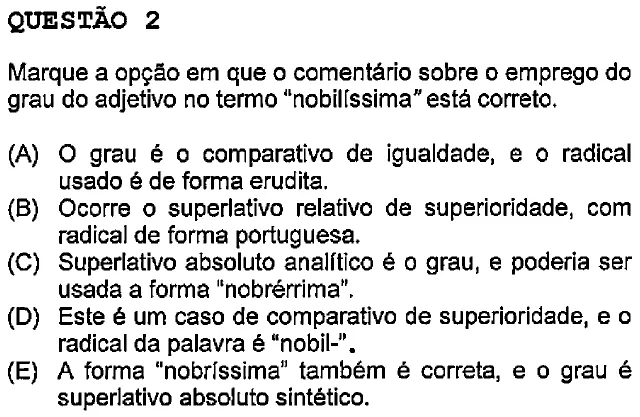 QUESTÃO 2
Marque a opção em que o comentário sobre o emprego do
grau do adjetivo no termo "nobilíssima" está correto.
(A) O grau é o comparativo de igualdade, e o radical
usado é de forma erudita.
(B) Ocorre o superlativo relativo de superioridade, com
radical de forma portuguesa.
(C) Superlativo absoluto analítico é o grau, e poderia ser
usada a forma "nobrérrima".
(D) Este é um caso de comparativo de superioridade, e o
radical da palavra é "nobil-".
(E) A forma "nobríssima" também é correta, e o grau é
superlativo absoluto sintético.